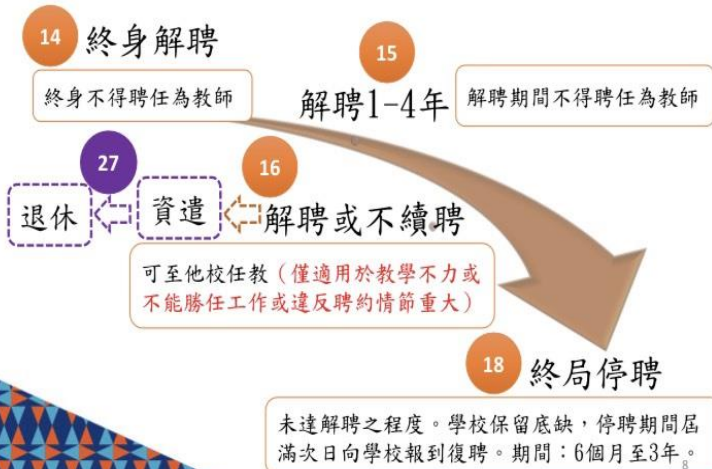 14
終身解聘
終身不得聘任為教師
15
解聘1-4年
解聘期間不得聘任為教師
27
16
退休
資遣
解聘或不續聘
可至他校任教（僅適用於教學不力或
不能勝任工作或違反聘約情節重大）
18
終局停聘
未達解聘之程度。學校保留底缺，停聘期間屆
滿次日向學校報到復聘。期間：6個月至3年。
8